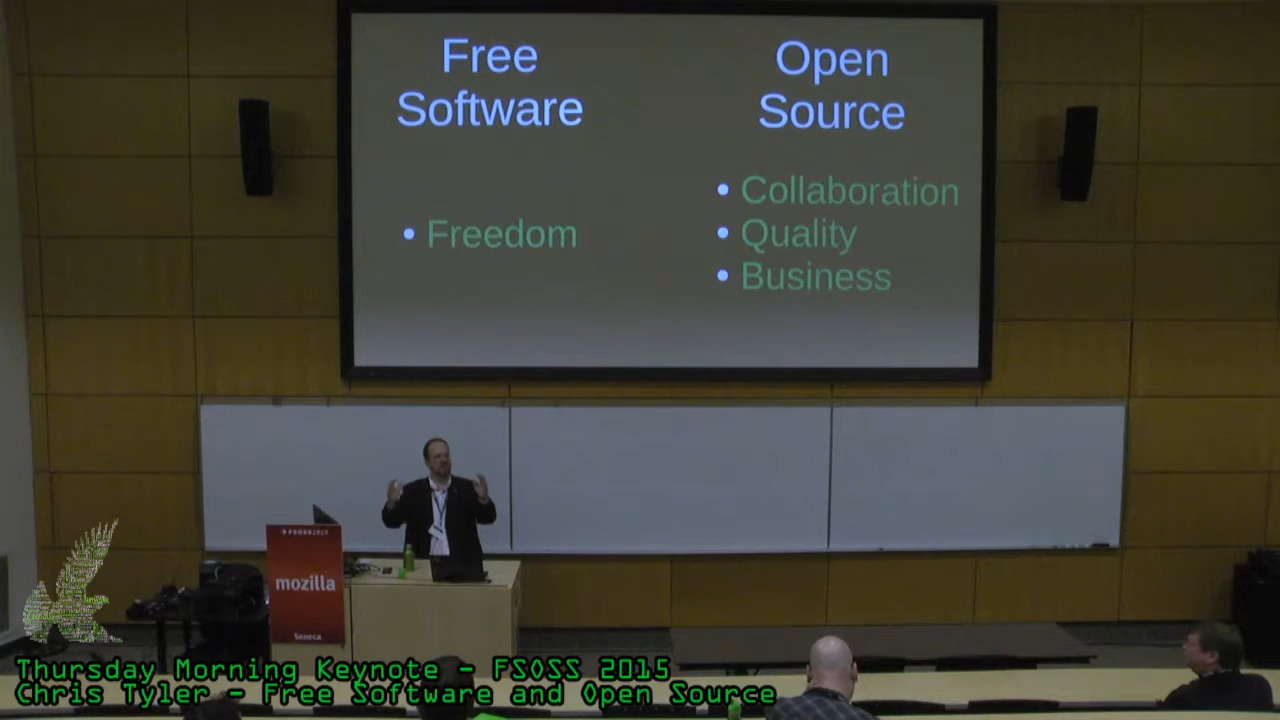 Free
Software
Open
Source
• Freedom
• Collaboration
• Quality
• Business
mozilla
Seneca
Thursday Morning Keynote - FSOSS 2015
Chris Tyler - Free Software and Open Source